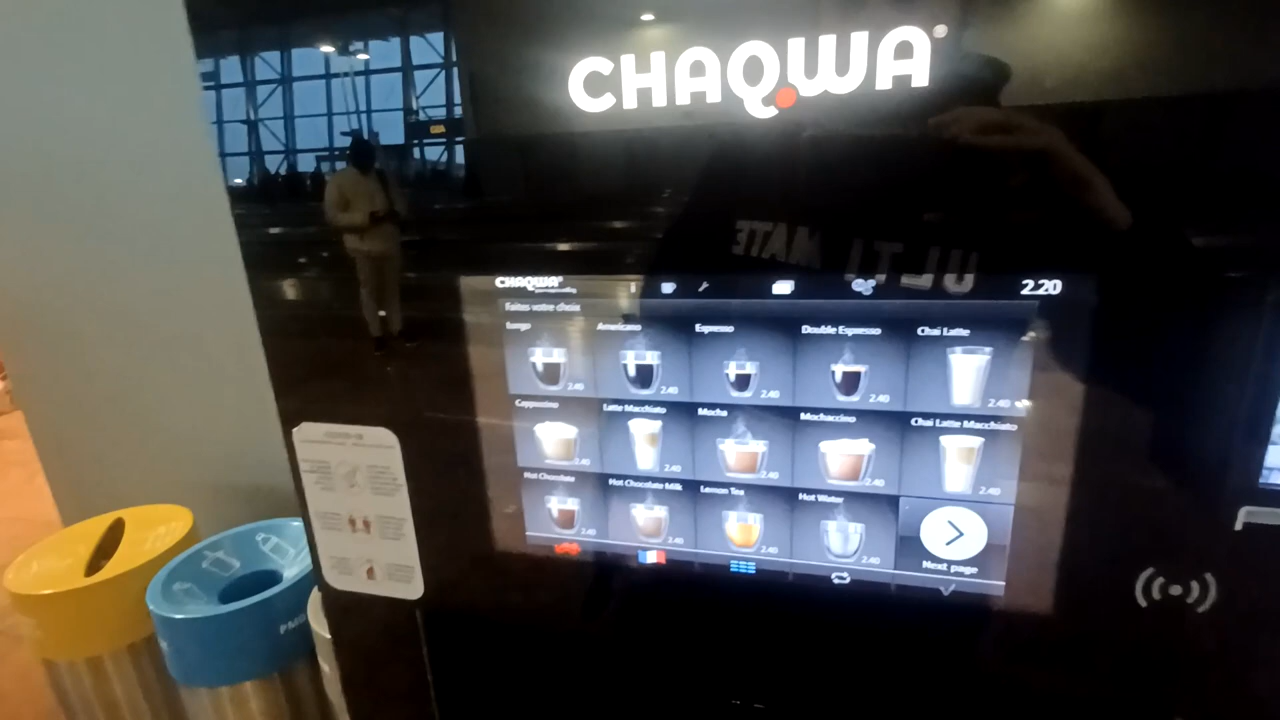 CHAQWA
ULTIMATE
CHAQWA
2.20
Faites votre choix
Lungo
Americano
Espresso
Double Espresso
Chai Latte
2.40
2.40
2.40
2.40
2.40
Cappuccino
Latte Macchiato
Mocha
Mochaccino
Chai Latte Macchiato
2.40
2.40
2.40
2.40
2.40
Hot Chocolate
Hot Chocolate Milk
Lemon Tea
Hot Water
2.40
2.40
2.40
2.40
Next page
PMD